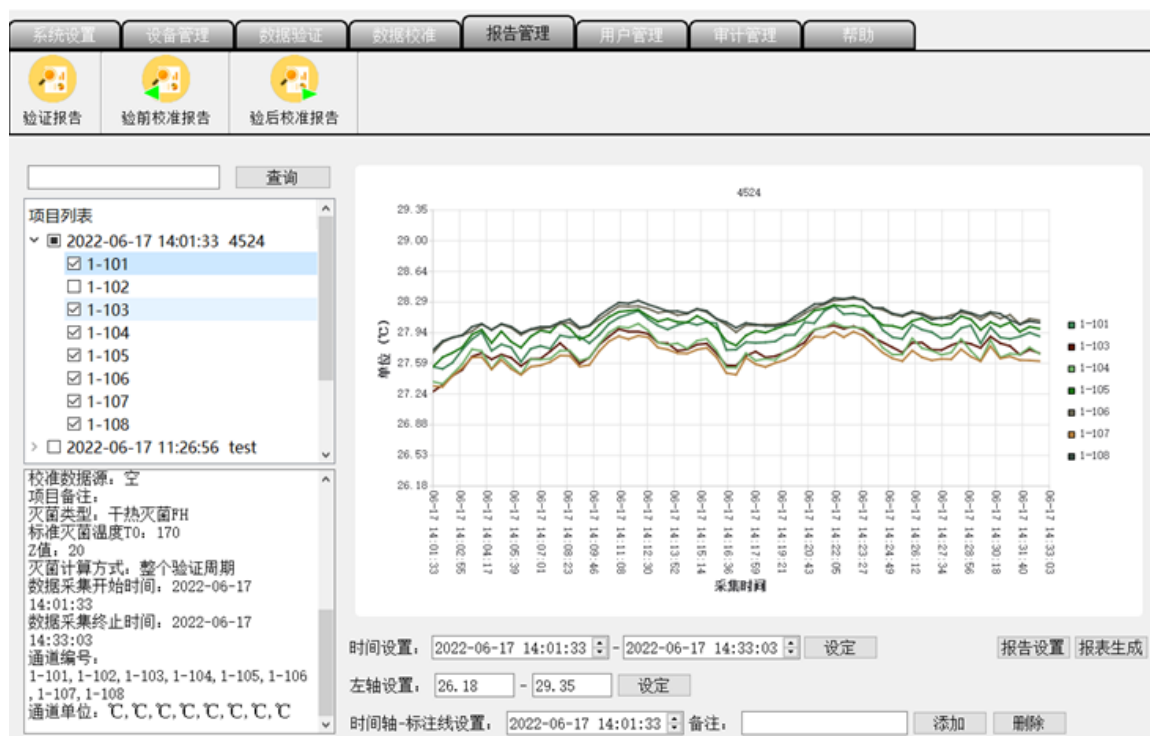 系统设置 设备管理 数据验证 数据校准 报告管理 用户管理 审计管理 帮助
验证报告 验前校准报告 验后校准报告
查询
项目列表
2022-06-17 14:01:33 4524
1-101
1-102
1-103
1-104
1-105
1-106
1-107
1-108
2022-06-17 11:26:56 test
校准数据源：空
项目备注：
灭菌类型：干热灭菌FH
标准灭菌温度T0：170
Z值：20
灭菌计算方式：整个验证周期
数据采集开始时间：2022-06-17
14:01:33
数据采集终止时间：2022-06-17
14:33:03
通道编号：
1-101,1-102,1-103,1-104,1-105,1-106
,1-107,1-108
通道单位：℃,℃,℃,℃,℃,℃,℃,℃
4524
29.35
29.00
28.64
28.29
27.94
27.59
27.24
26.88
26.53
26.18
单位 (℃)
06-17 14:01:33
06-17 14:02:55
06-17 14:04:17
06-17 14:05:39
06-17 14:07:01
06-17 14:08:23
06-17 14:09:46
06-17 14:11:08
06-17 14:12:30
06-17 14:13:52
06-17 14:15:14
06-17 14:16:36
06-17 14:17:59
06-17 14:19:21
06-17 14:20:43
06-17 14:22:05
06-17 14:23:27
06-17 14:24:49
06-17 14:26:12
06-17 14:27:34
06-17 14:28:56
06-17 14:30:18
06-17 14:31:40
06-17 14:33:03
采集时间
1-101
1-103
1-104
1-105
1-106
1-107
1-108
时间设置： 2022-06-17 14:01:33 - 2022-06-17 14:33:03 设定 报告设置 报表生成
左轴设置： 26.18 - 29.35 设定
时间轴-标注线设置： 2022-06-17 14:01:33 备注： 添加 删除